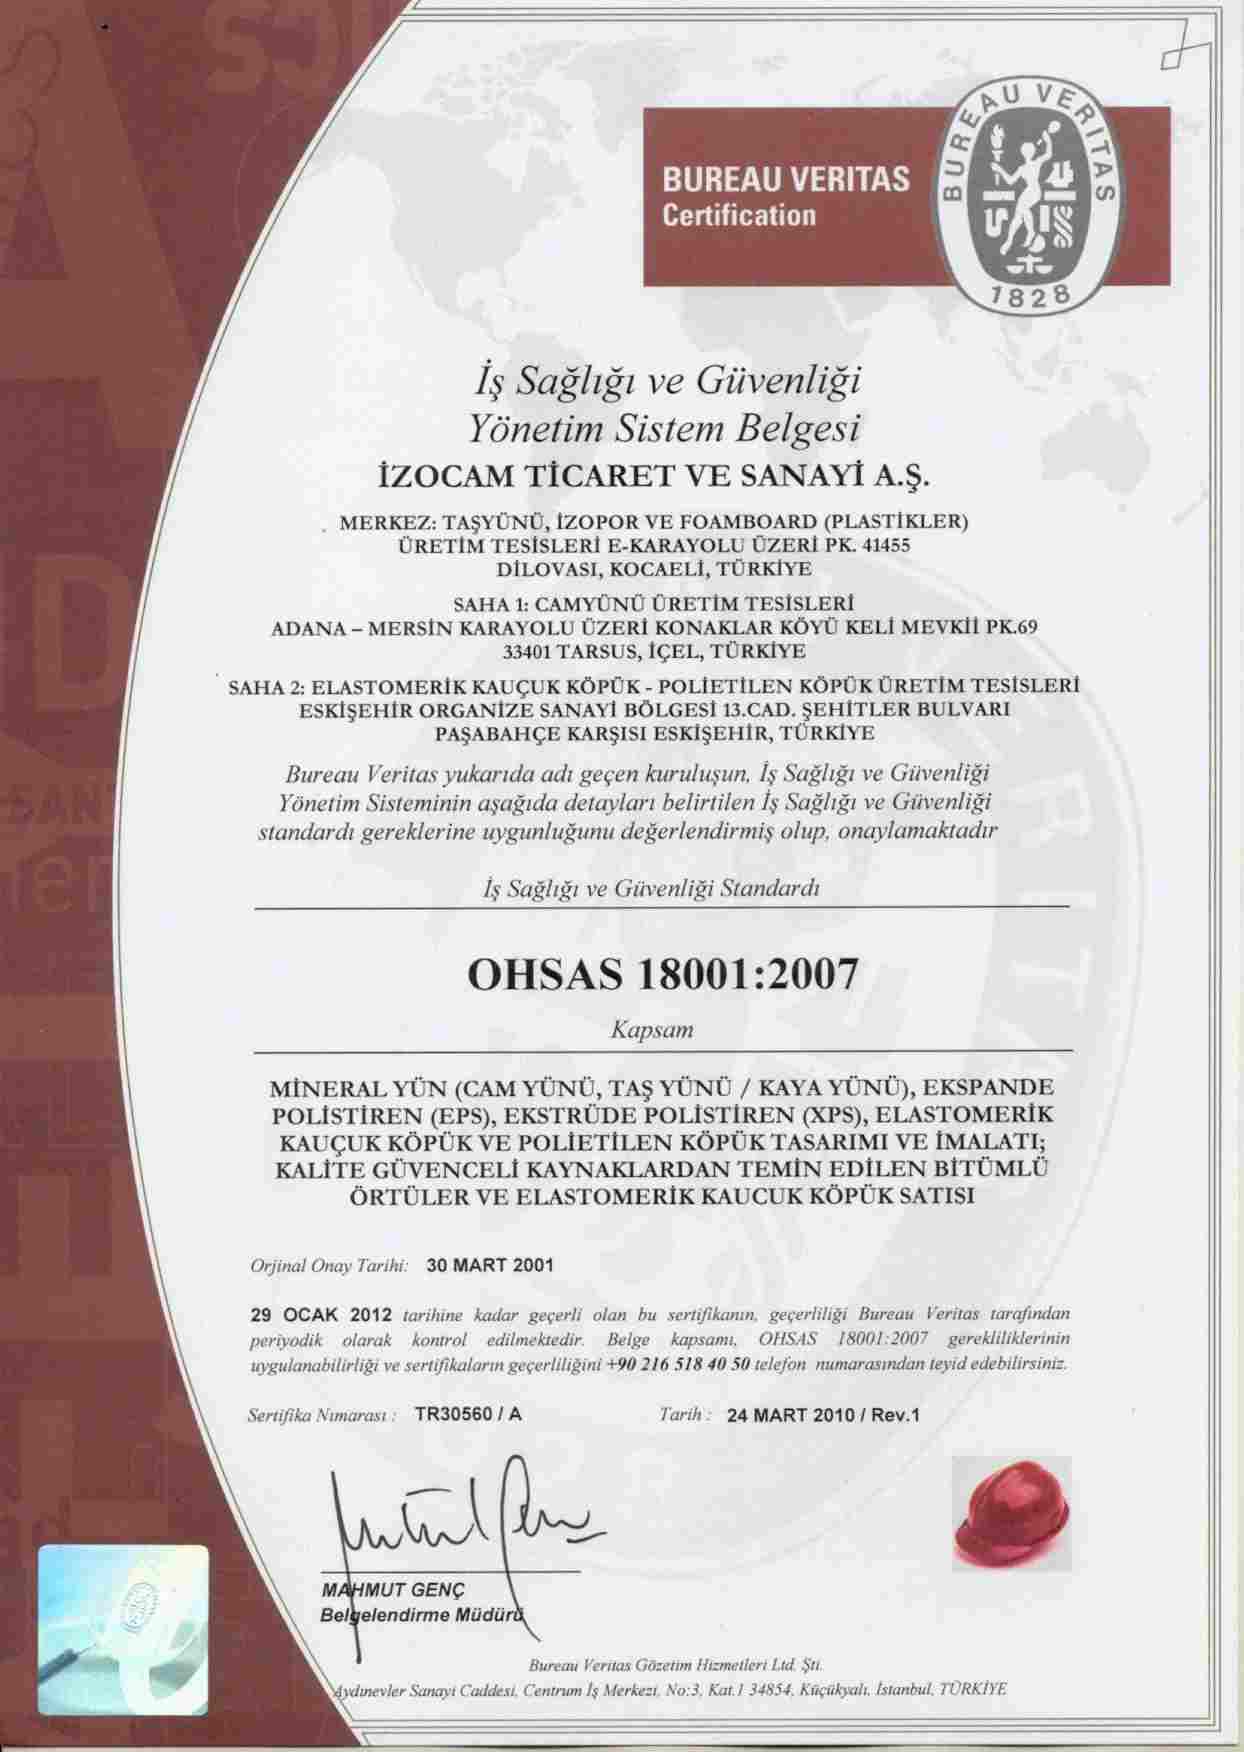 BUREAU VERITAS
Certification
BUREAU VERITAS
1828
İş Sağlığı ve Güvenliği
Yönetim Sistem Belgesi
İZOCAM TİCARET VE SANAYİ A.Ş.
MERKEZ: TAŞYÜNÜ, İZOPOR VE FOAMBOARD (PLASTİKLER)
ÜRETİM TESİSLERİ E-KARAYOLU ÜZERİ PK. 41455
DİLOVASI, KOCAELİ, TÜRKİYE
SAHA 1: CAMYÜNÜ ÜRETİM TESİSLERİ
ADANA – MERSİN KARAYOLU ÜZERİ KONAKLAR KÖYÜ KELİ MEVKİİ PK.69
33401 TARSUS, İÇEL, TÜRKİYE
SAHA 2: ELASTOMERİK KAUÇUK KÖPÜK - POLİETİLEN KÖPÜK ÜRETİM TESİSLERİ
ESKİŞEHİR ORGANİZE SANAYİ BÖLGESİ 13.CAD. ŞEHİTLER BULVARI
PAŞABAHÇE KARŞISI ESKİŞEHİR, TÜRKİYE
Bureau Veritas yukarıda adı geçen kuruluşun, İş Sağlığı ve Güvenliği
Yönetim Sisteminin aşağıda detayları belirtilen İş Sağlığı ve Güvenliği
standardı gereklerine uygunluğunu değerlendirmiş olup, onaylamaktadır
İş Sağlığı ve Güvenliği Standardı
OHSAS 18001:2007
Kapsam
MİNERAL YÜN (CAM YÜNÜ, TAŞ YÜNÜ / KAYA YÜNÜ), EKSPANDE
POLİSTİREN (EPS), EKSTRÜDE POLİSTİREN (XPS), ELASTOMERİK
KAUÇUK KÖPÜK VE POLİETİLEN KÖPÜK TASARIMI VE İMALATI;
KALİTE GÜVENCELİ KAYNAKLARDAN TEMİN EDİLEN BİTÜMLÜ
ÖRTÜLER VE ELASTOMERİK KAUCUK KÖPÜK SATISI
Orjinal Onay Tarihi: 30 MART 2001
29 OCAK 2012 tarihine kadar geçerli olan bu sertifikanın, geçerliliği Bureau Veritas tarafından
periyodik olarak kontrol edilmektedir. Belge kapsamı, OHSAS 18001:2007 gerekliliklerinin
uygulanabilirliği ve sertifikaların geçerliliğini +90 216 518 40 50 telefon numarasından teyid edebilirsiniz.
Sertifika Nımarası : TR30560 / A Tarih : 24 MART 2010 / Rev.1
MAHMUT GENÇ
Belgelendirme Müdürü
Bureau Veritas Gözetim Hizmetleri Ltd. Şti.
Aydınevler Sanayi Caddesi, Centrum İş Merkezi, No:3, Kat.1 34854, Küçükyalı, İstanbul, TÜRKİYE